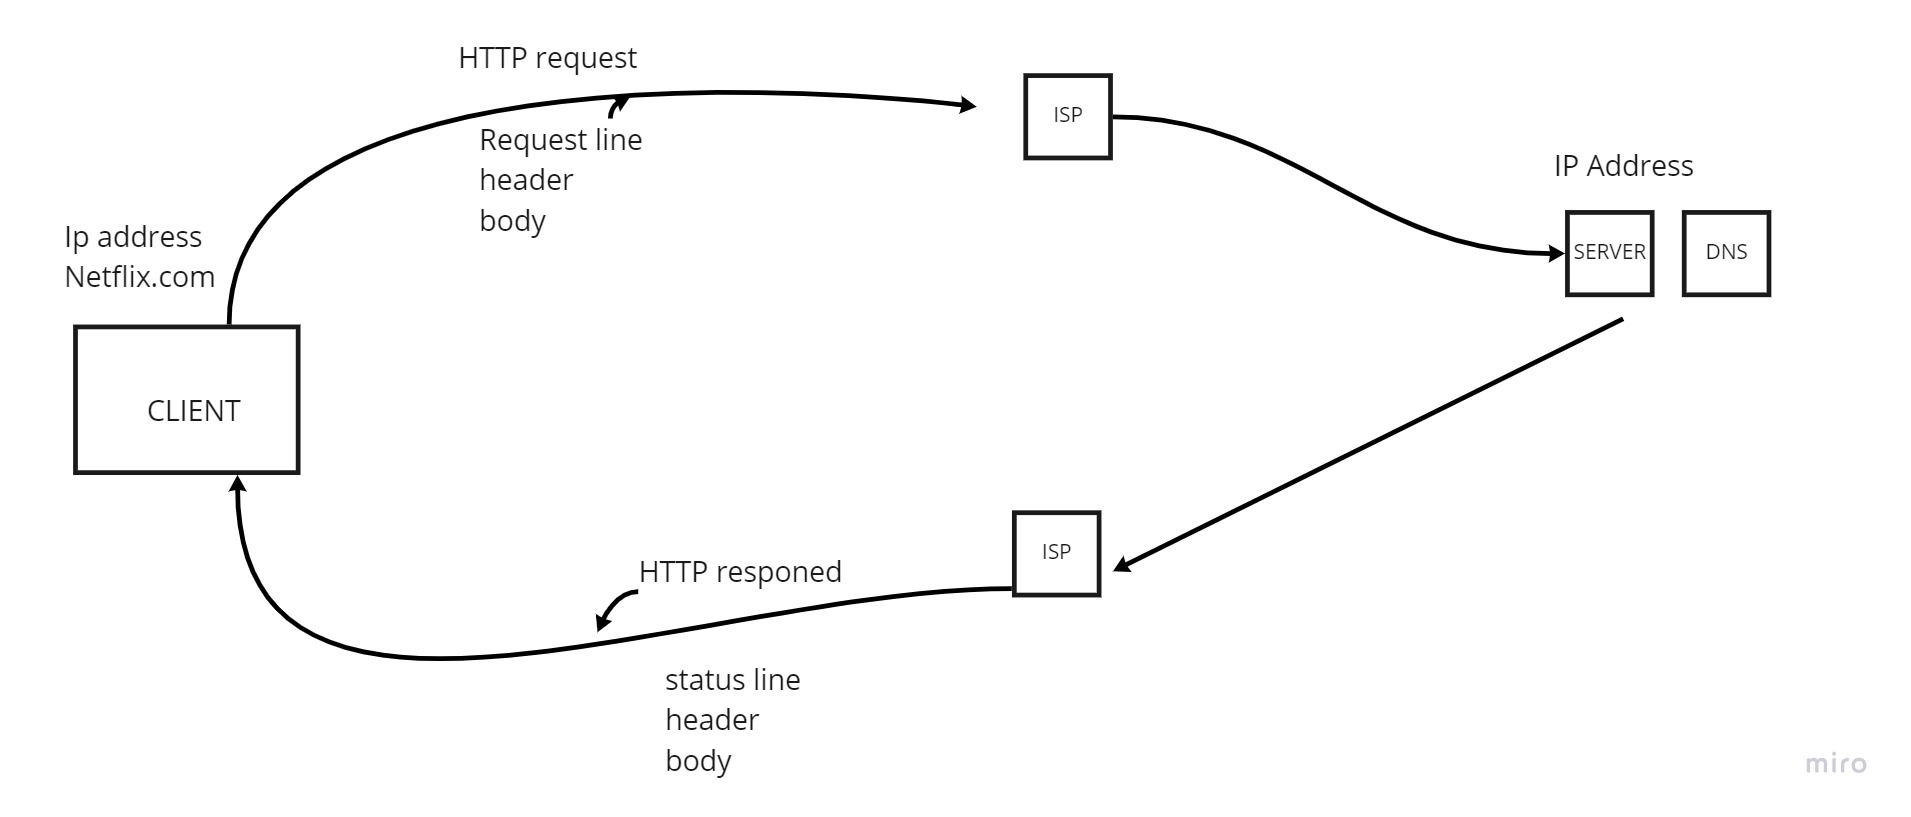 HTTP request
Request line
header
body
ISP
IP Address
SERVER
DNS
Ip address
Netflix.com
CLIENT
ISP
HTTP responed
status line
header
body
miro